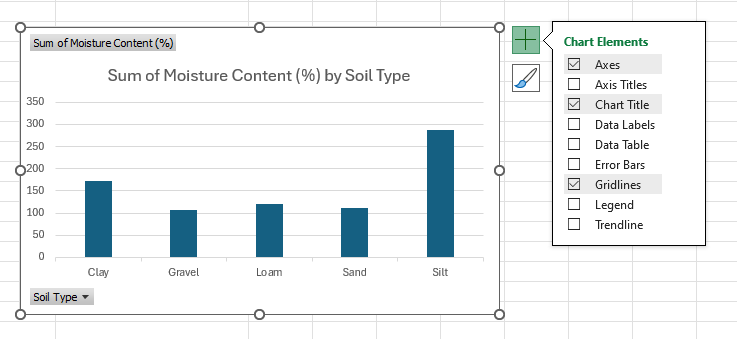 Sum of Moisture Content (%)
Sum of Moisture Content (%) by Soil Type
350
300
250
200
150
100
50
0
Clay
Gravel
Loam
Sand
Silt
Soil Type
Chart Elements
Axes
Axis Titles
Chart Title
Data Labels
Data Table
Error Bars
Gridlines
Legend
Trendline